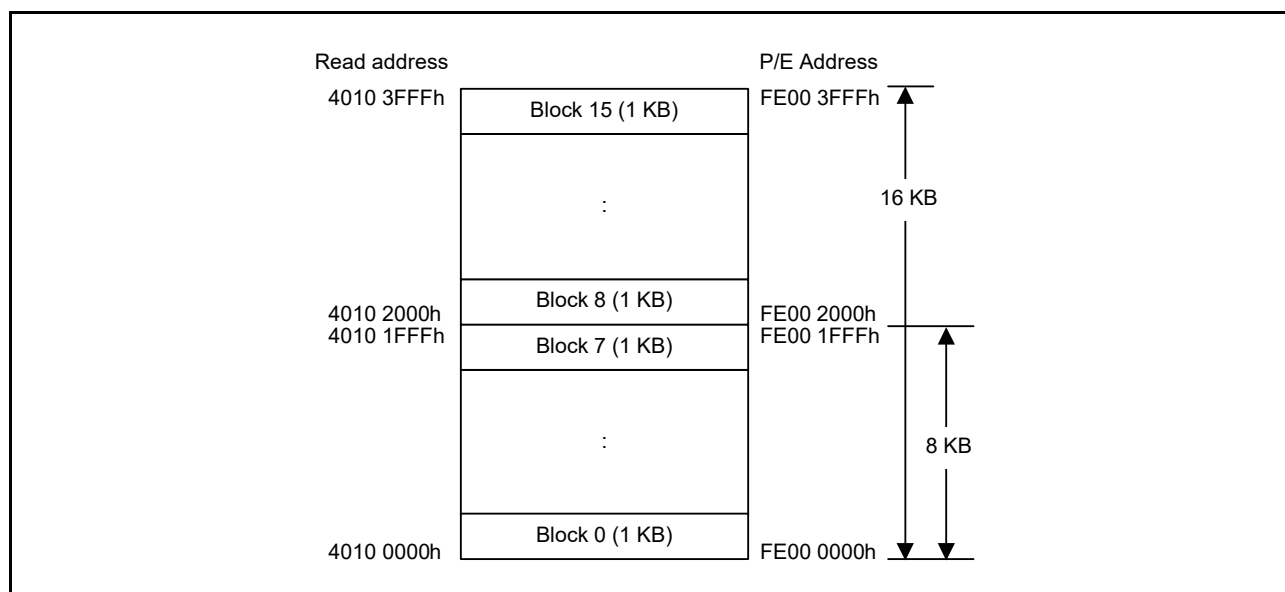 Read address P/E Address
4010 3FFFh Block 15 (1 KB) FE00 3FFFh
: 16 KB
4010 2000h Block 8 (1 KB) FE00 2000h
4010 1FFFh Block 7 (1 KB) FE00 1FFFh
: 8 KB
4010 0000h Block 0 (1 KB) FE00 0000h